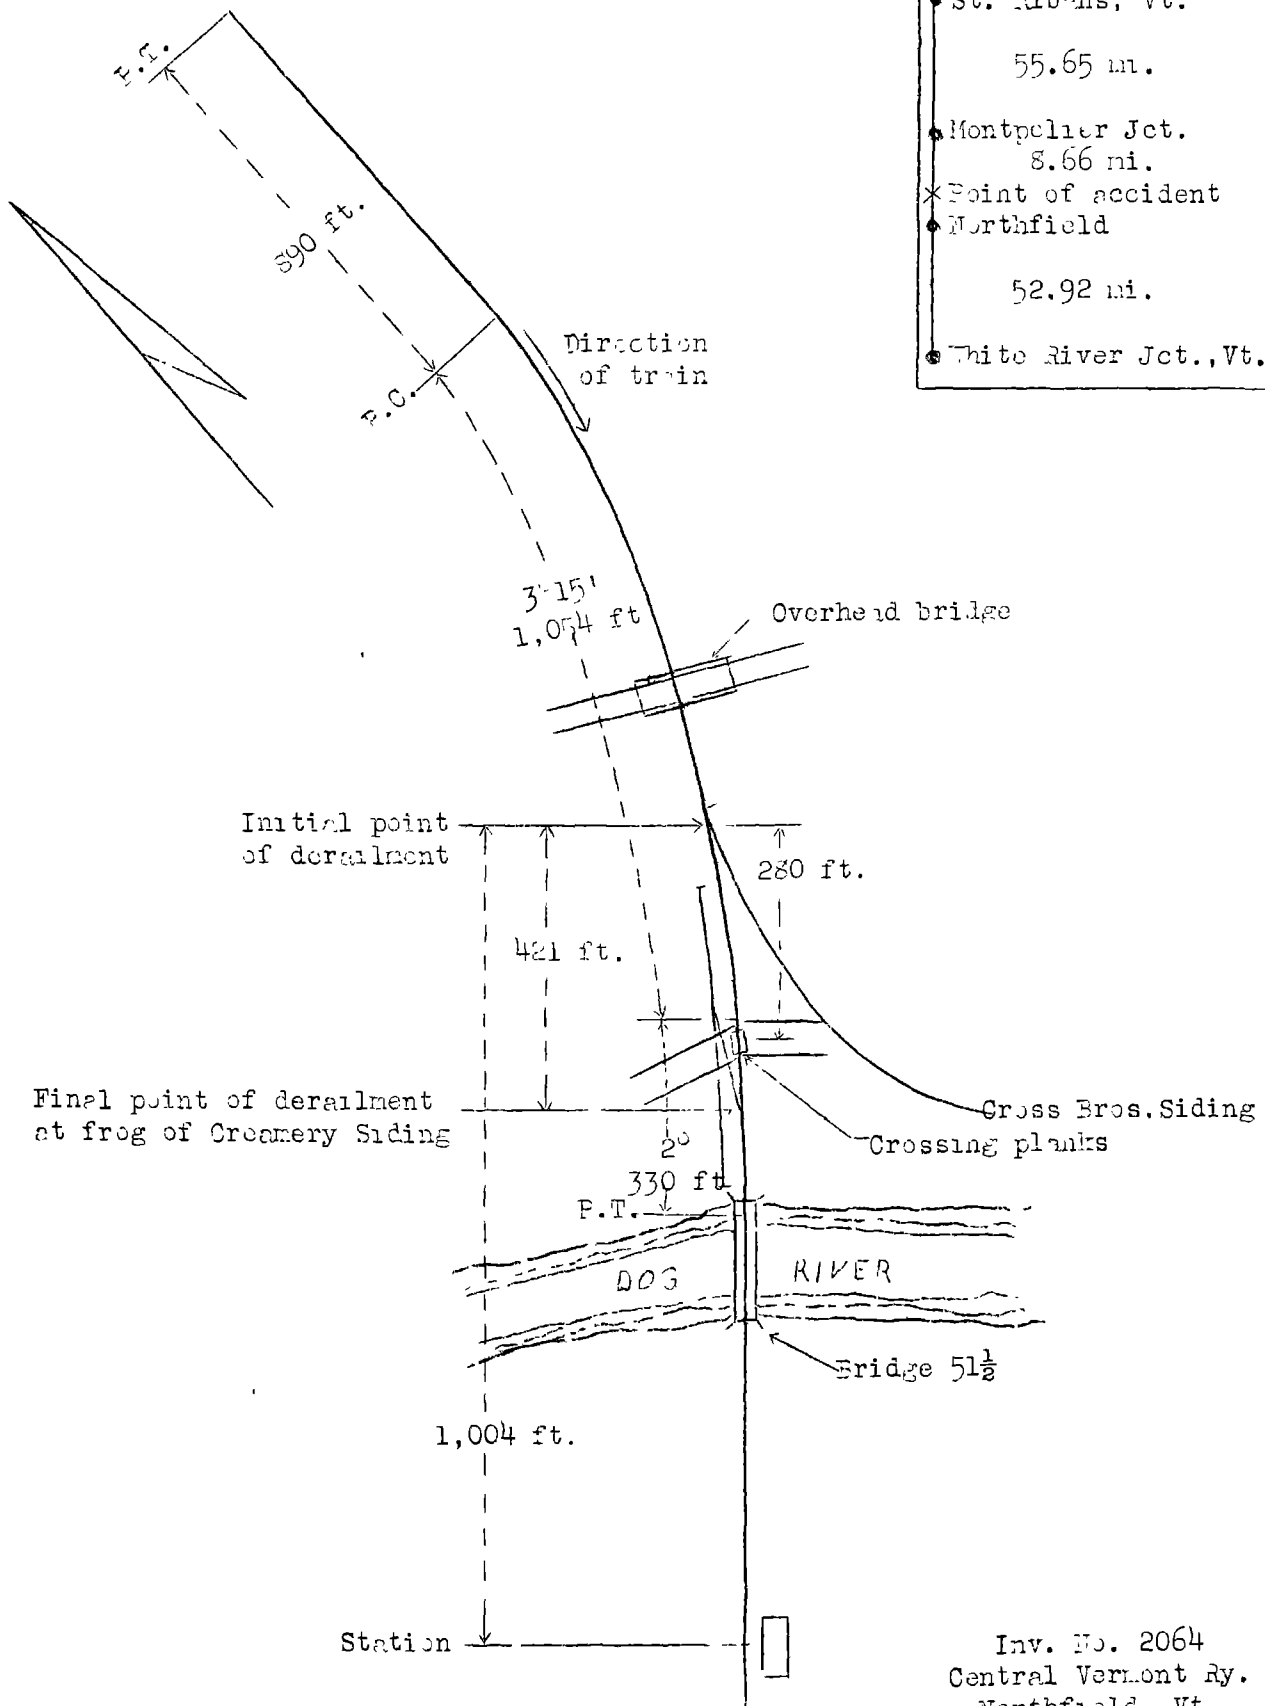 St. Albans, Vt.
55.65 mi.
Montpelier Jct.
8.66 mi.
Point of accident
Northfield
52.92 mi.
White River Jct., Vt.
P.T.
890 ft.
P.C.
Direction
of train
3°15'
1,054 ft
Overhead bridge
Initial point
of derailment
280 ft.
421 ft.
Final point of derailment
at frog of Creamery Siding
Cross Bros. Siding
Crossing planks
2°
330 ft
P.T.
DOG RIVER
Bridge 51½
1,004 ft.
Station
Inv. No. 2064
Central Vermont Ry.
Northfield, Vt.